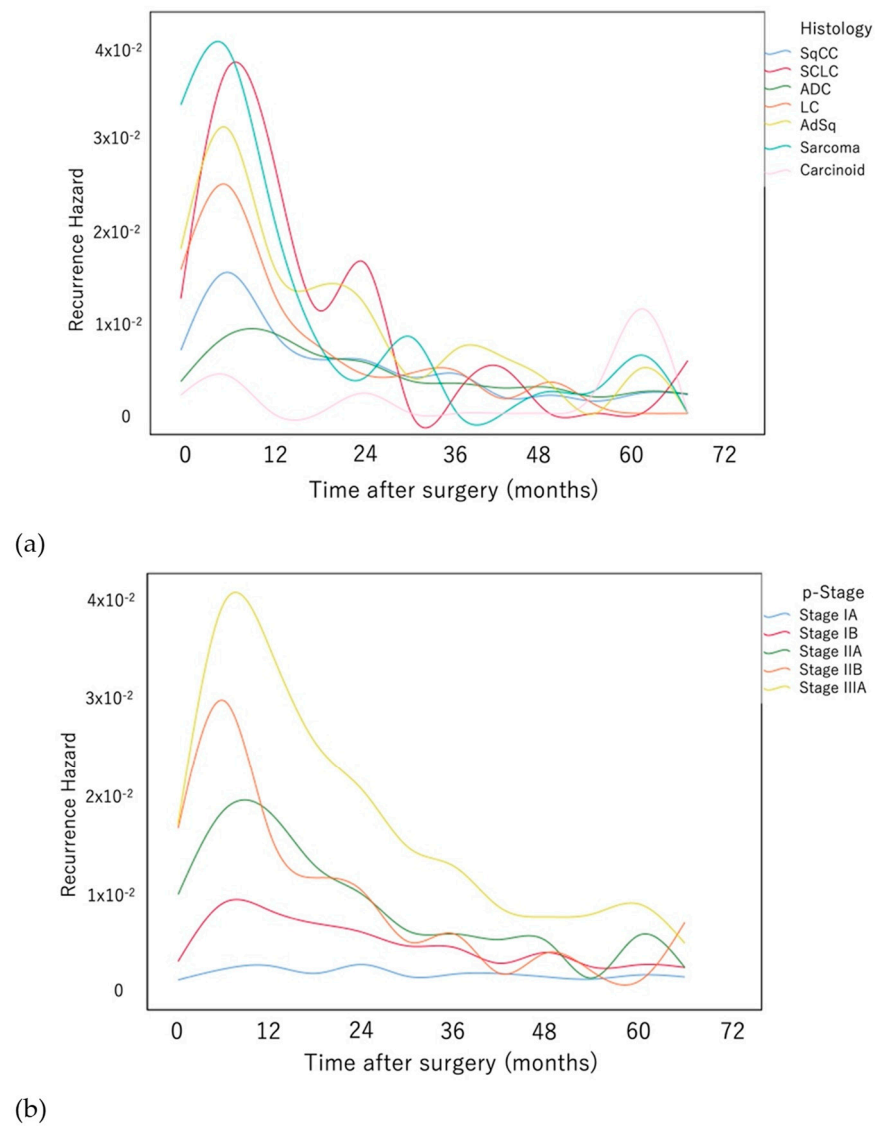 Histology
SqCC
SCLC
ADC
LC
AdSq
Sarcoma
Carcinoid
Recurrence Hazard
4x10-2
3x10-2
2x10-2
1x10-2
0
0 12 24 36 48 60 72
Time after surgery (months)
(a)
p-Stage
Stage IA
Stage IB
Stage IIA
Stage IIB
Stage IIIA
Recurrence Hazard
4x10-2
3x10-2
2x10-2
1x10-2
0
0 12 24 36 48 60 72
Time after surgery (months)
(b)